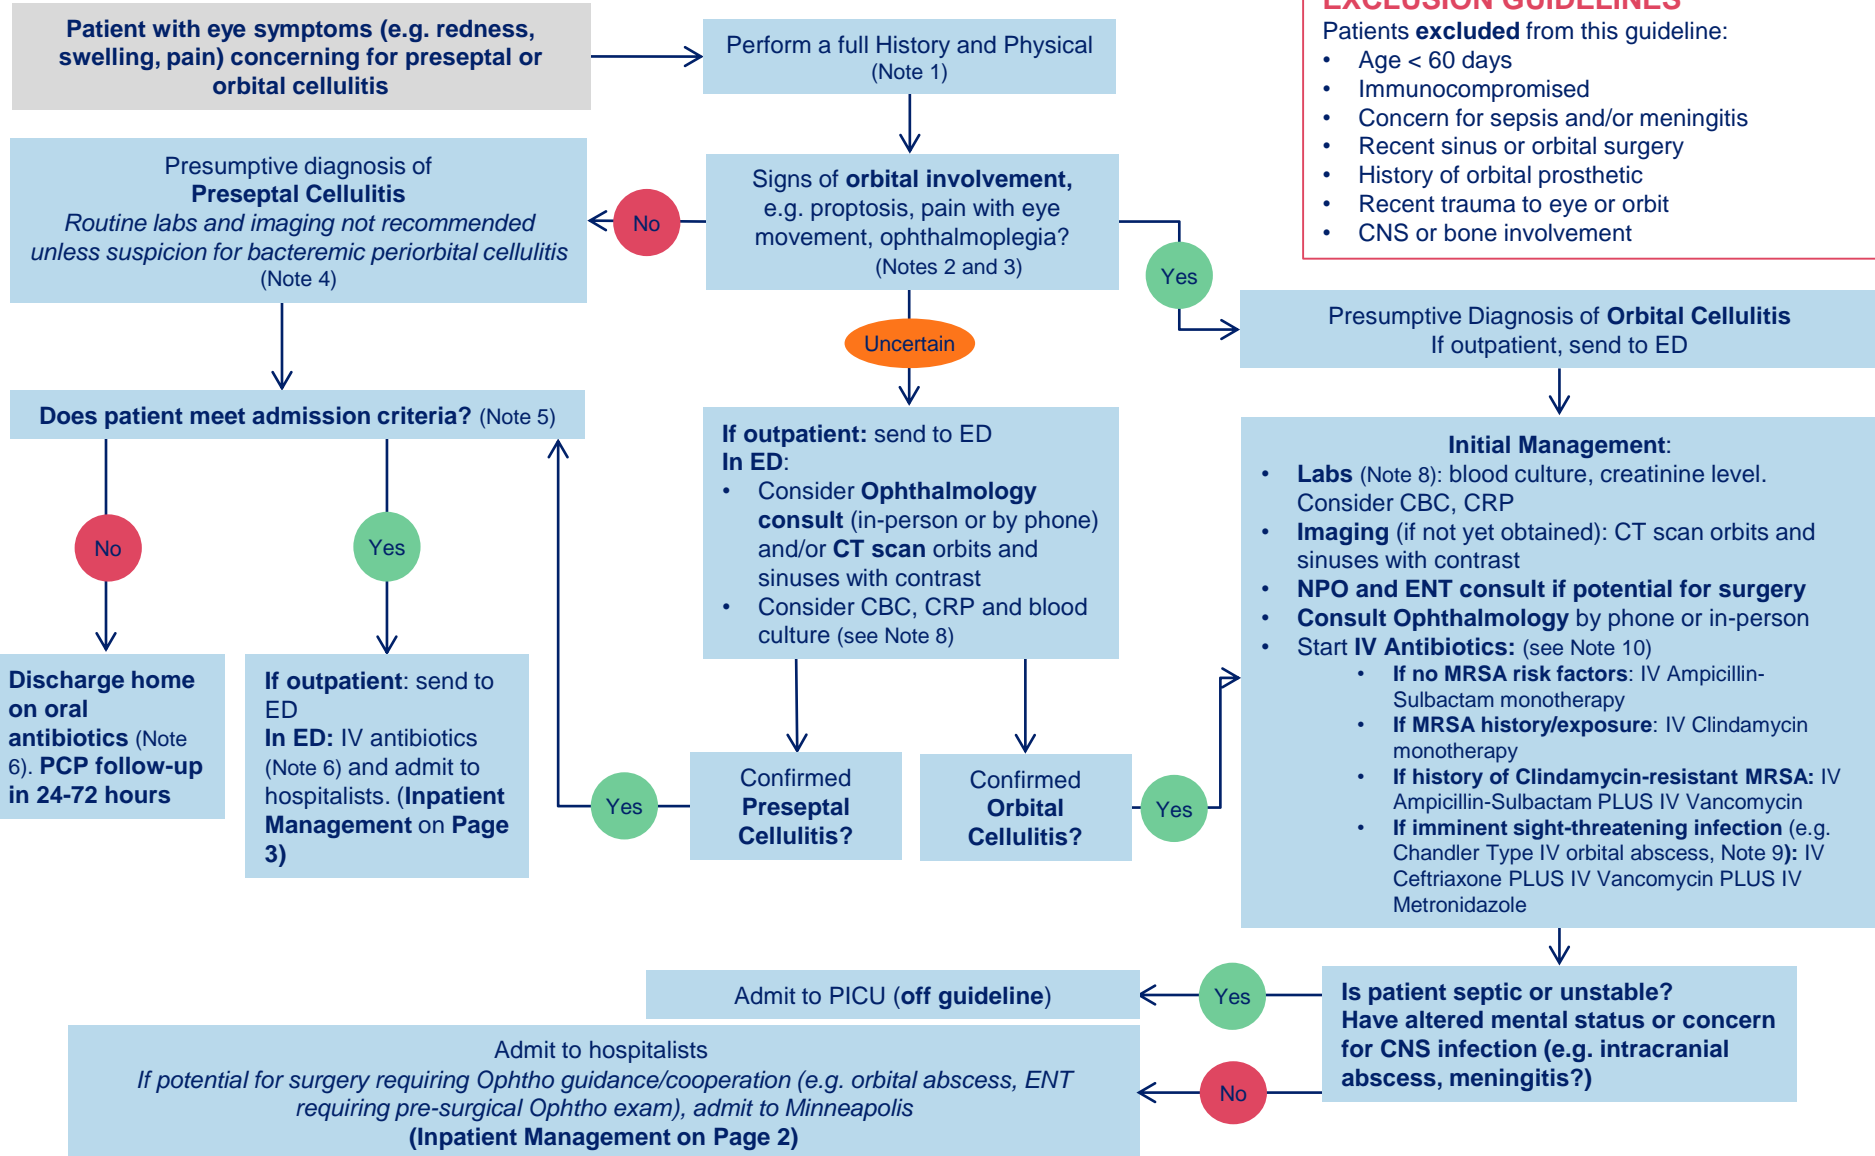 Patient with eye symptoms (e.g. redness,
swelling, pain) concerning for preseptal or
orbital cellulitis
Perform a full History and Physical
(Note 1)
EXCLUSION GUIDELINES
Patients excluded from this guideline:
• Age < 60 days
• Immunocompromised
• Concern for sepsis and/or meningitis
• Recent sinus or orbital surgery
• History of orbital prosthetic
• Recent trauma to eye or orbit
• CNS or bone involvement
Presumptive diagnosis of
Preseptal Cellulitis
Routine labs and imaging not recommended
unless suspicion for bacteremic periorbital cellulitis
(Note 4)
No
Signs of orbital involvement,
e.g. proptosis, pain with eye
movement, ophthalmoplegia?
(Notes 2 and 3)
Yes
Uncertain
Presumptive Diagnosis of Orbital Cellulitis
If outpatient, send to ED
Does patient meet admission criteria? (Note 5)
No
Yes
Discharge home
on oral
antibiotics (Note
6). PCP follow-up
in 24-72 hours
If outpatient: send to
ED
In ED: IV antibiotics
(Note 6) and admit to
hospitalists. (Inpatient
Management on Page
3)
If outpatient: send to ED
In ED:
• Consider Ophthalmology
consult (in-person or by phone)
and/or CT scan orbits and
sinuses with contrast
• Consider CBC, CRP and blood
culture (see Note 8)
Yes
Confirmed
Preseptal
Cellulitis?
Confirmed
Orbital
Cellulitis?
Yes
Initial Management:
• Labs (Note 8): blood culture, creatinine level.
Consider CBC, CRP
• Imaging (if not yet obtained): CT scan orbits and
sinuses with contrast
• NPO and ENT consult if potential for surgery
• Consult Ophthalmology by phone or in-person
• Start IV Antibiotics: (see Note 10)
• If no MRSA risk factors: IV Ampicillin-
Sulbactam monotherapy
• If MRSA history/exposure: IV Clindamycin
monotherapy
• If history of Clindamycin-resistant MRSA: IV
Ampicillin-Sulbactam PLUS IV Vancomycin
• If imminent sight-threatening infection (e.g.
Chandler Type IV orbital abscess, Note 9): IV
Ceftriaxone PLUS IV Vancomycin PLUS IV
Metronidazole
Is patient septic or unstable?
Have altered mental status or concern
for CNS infection (e.g. intracranial
abscess, meningitis?)
Yes
Admit to PICU (off guideline)
No
Admit to hospitalists
If potential for surgery requiring Ophtho guidance/cooperation (e.g. orbital abscess, ENT
requiring pre-surgical Ophtho exam), admit to Minneapolis
(Inpatient Management on Page 2)